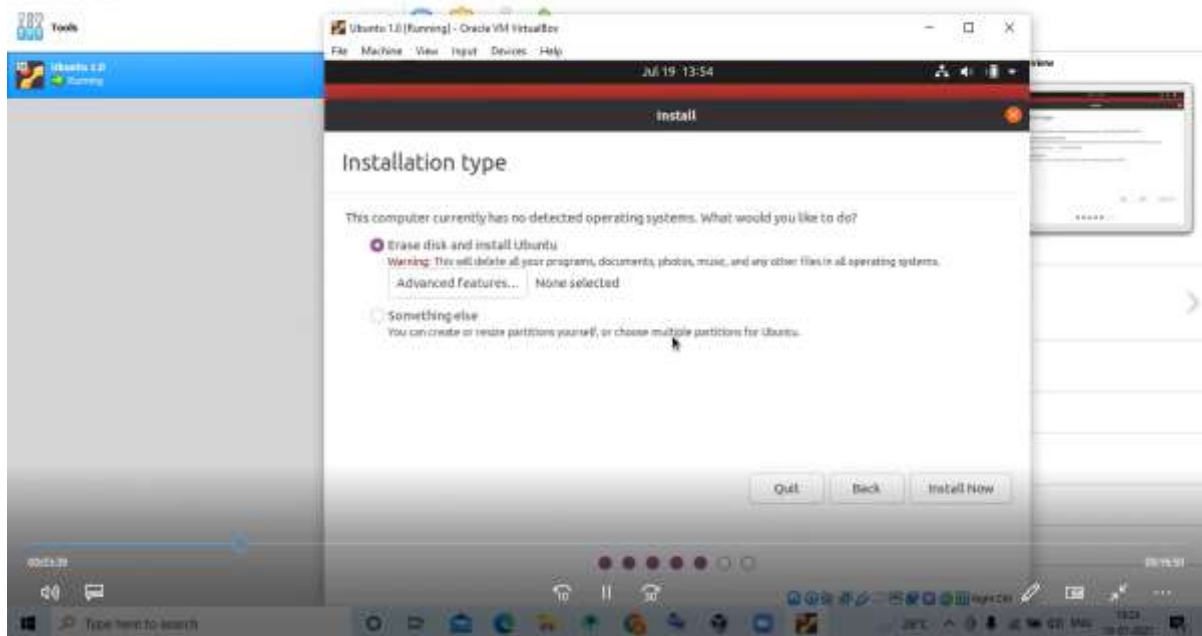 Tools
Ubuntu 1.0
Running
Ubuntu 1.0 [Running] - Oracle VM VirtualBox
File Machine View Input Devices Help
Jul 19 13:54
Install
Installation type
This computer currently has no detected operating systems. What would you like to do?
Erase disk and install Ubuntu
Warning: This will delete all your programs, documents, photos, music, and any other files in all operating systems.
Advanced features... None selected
Something else
You can create or resize partitions yourself, or choose multiple partitions for Ubuntu.
Quit Back Install Now
10 30
Type here to search